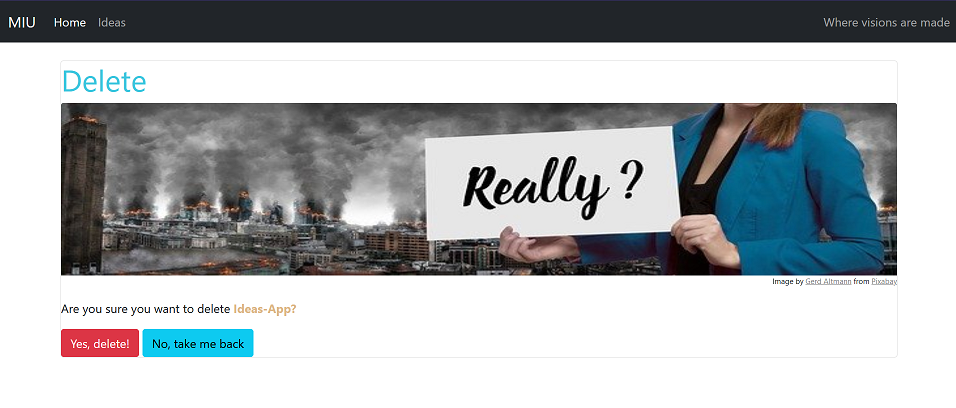 MIU Home Ideas Where visions are made
Delete
Really ?
Image by Gerd Altmann from Pixabay
Are you sure you want to delete Ideas-App?
Yes, delete! No, take me back